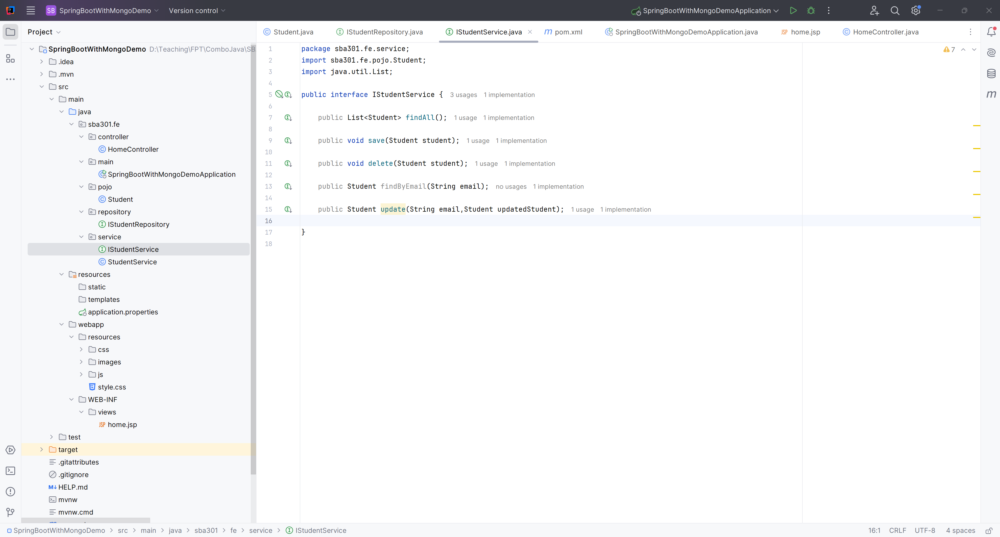 SB SpringBootWithMongoDemo Version control SpringBootWithMongoDemoApplication
Project
Student.java IStudentRepository.java IStudentService.java pom.xml SpringBootWithMongoDemoApplication.java home.jsp HomeController.java
SpringBootWithMongoDemo D:\Teaching\FPT\ComboJava\SB
.idea
.mvn
src
main
java
sba301.fe
controller
HomeController
main
SpringBootWithMongoDemoApplication
pojo
Student
repository
IStudentRepository
service
IStudentService
StudentService
resources
static
templates
application.properties
webapp
resources
css
images
js
style.css
WEB-INF
views
JSP home.jsp
test
target
.gitattributes
.gitignore
M↓ HELP.md
mvnw
mvnw.cmd
1 package sba301.fe.service;
2 import sba301.fe.pojo.Student;
3 import java.util.List;
4
5 public interface IStudentService { 3 usages 1 implementation
6
7 public List<Student> findAll(); 1 usage 1 implementation
8
9 public void save(Student student); 1 usage 1 implementation
10
11 public void delete(Student student); 1 usage 1 implementation
12
13 public Student findByEmail(String email); no usages 1 implementation
14
15 public Student update(String email,Student updatedStudent); 1 usage 1 implementation
16
17 }
18
7
SpringBootWithMongoDemo > src > main > java > sba301 > fe > service > IStudentService
16:1 CRLF UTF-8 4 spaces